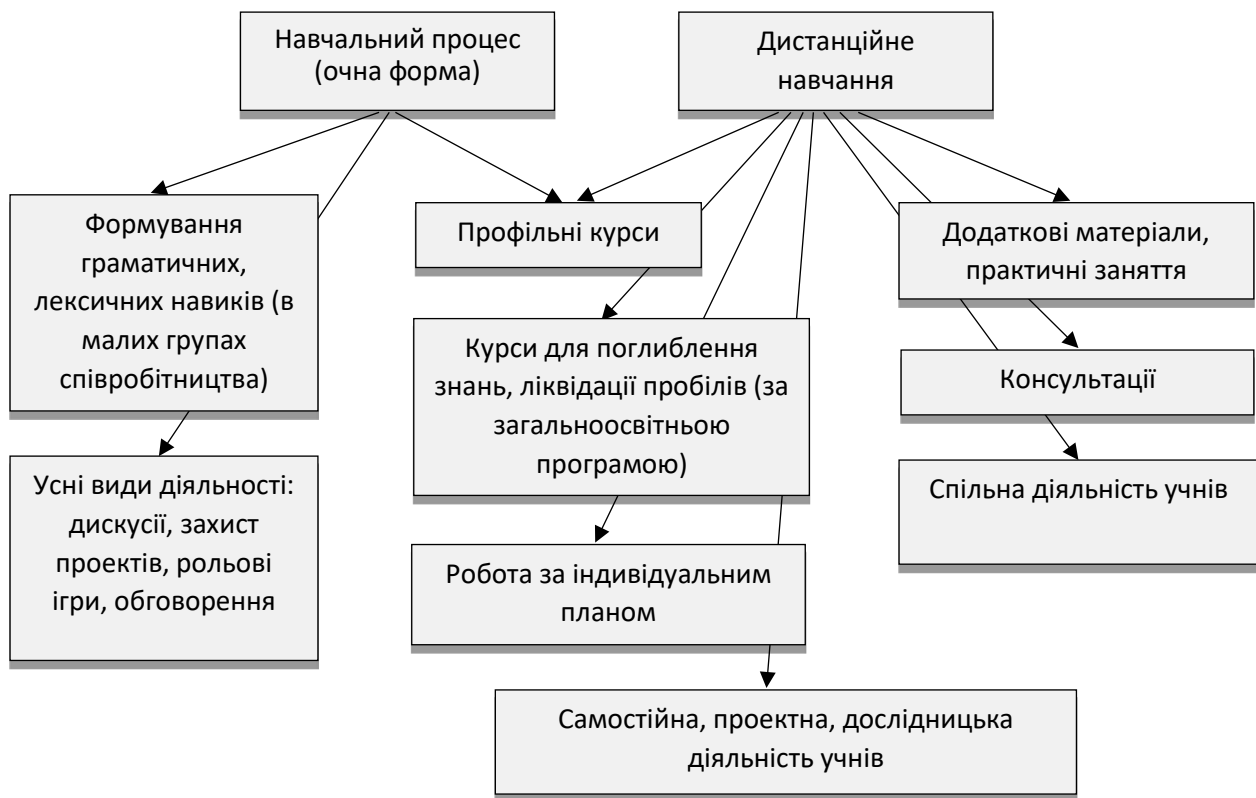 Навчальний процес
(очна форма)
Дистанційне
навчання
Формування
граматичних,
лексичних навиків (в
малих групах
співробітництва)
Профільні курси
Додаткові матеріали,
практичні заняття
Курси для поглиблення
знань, ліквідації пробілів (за
загальноосвітньою
програмою)
Консультації
Усні види діяльності:
дискусії, захист
проектів, рольові
ігри, обговорення
Спільна діяльність учнів
Робота за індивідуальним
планом
Самостійна, проектна, дослідницька
діяльність учнів